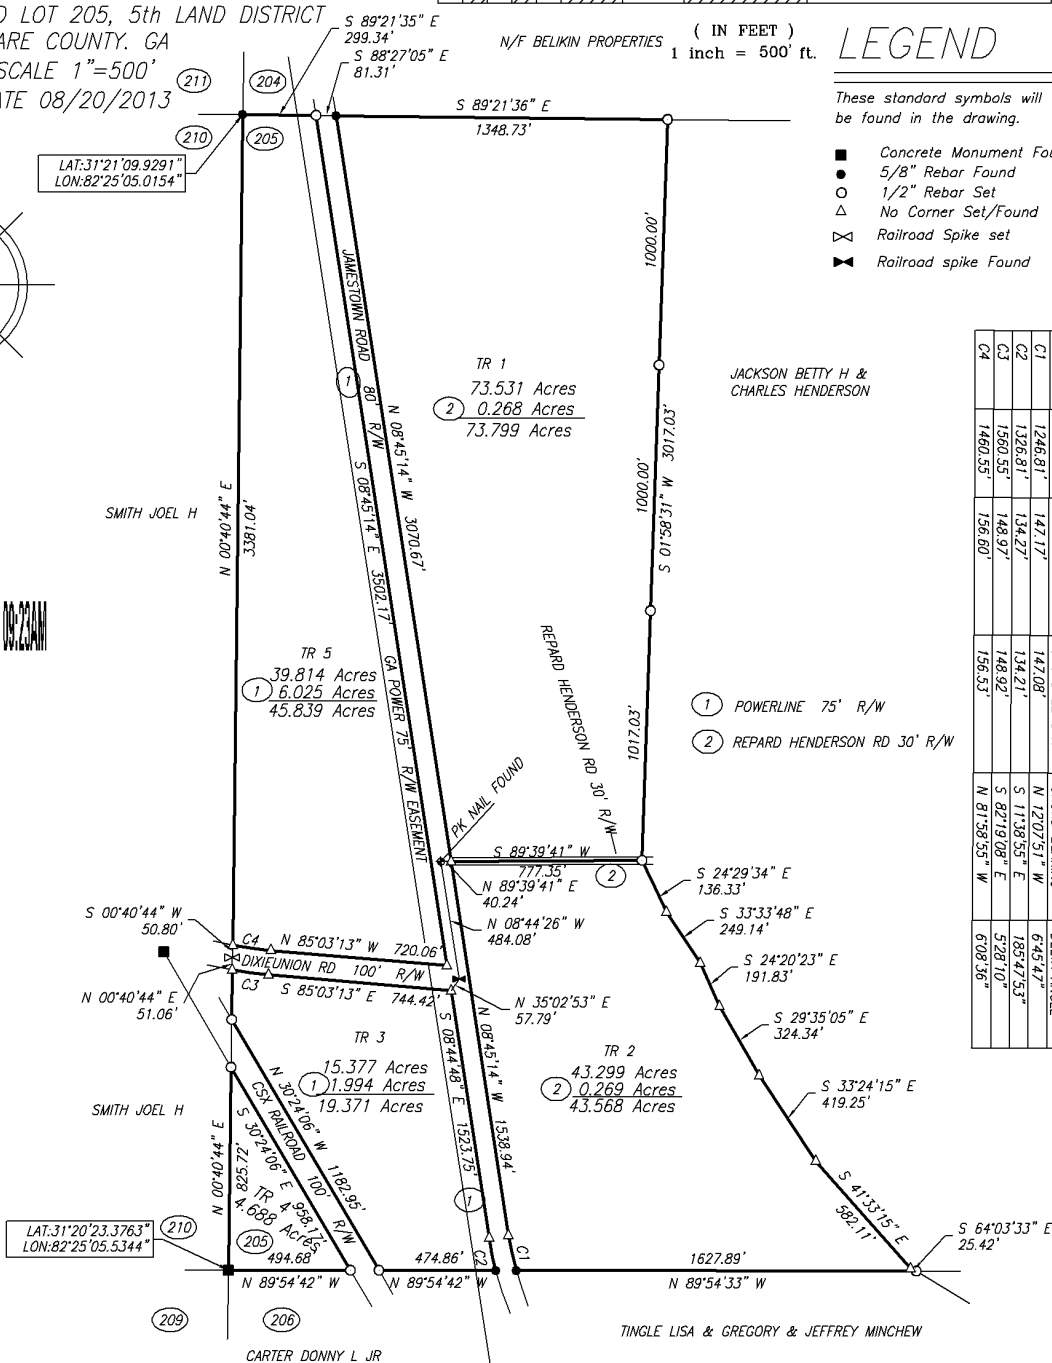 D LOT 205, 5th LAND DISTRICT
ARE COUNTY. GA
SCALE 1"=500'
ATE 08/20/2013
( IN FEET )
1 inch = 500' ft.
LEGEND
These standard symbols will
be found in the drawing.
Concrete Monument Fou
5/8" Rebar Found
1/2" Rebar Set
No Corner Set/Found
Railroad Spike set
Railroad spike Found
N/F BELIKIN PROPERTIES
S 89°21'35" E
299.34'
S 88°27'05" E
81.31'
S 89°21'36" E
1348.73'
211
204
210
205
LAT:31°21'09.9291"
LON:82°25'05.0154"
JAMESTOWN ROAD 80' R/W
1
N 08°45'14" W 3070.67'
S 08°45'14" E 3502.17'
GA POWER 75' R/W EASEMENT
TR 1
73.531 Acres
2 0.268 Acres
73.799 Acres
1000.00'
1000.00'
1017.03'
S 01°58'31" W 3017.03'
JACKSON BETTY H &
CHARLES HENDERSON
C1 1246.81' 147.17' 147.08' N 12°07'51" W 6°45'47"
C2 1326.81' 134.27' 134.21' S 11°38'55" E 185°47'53"
C3 1560.55' 148.97' 148.92' S 82°19'08" E 5°28'10"
C4 1460.55' 156.60' 156.53' N 81°58'55" W 6°08'36"
SMITH JOEL H
N 00°40'44" E
3381.04'
09:23AM
TR 5
39.814 Acres
1 6.025 Acres
45.839 Acres
REPARD HENDERSON RD 30' R/W
1 POWERLINE 75' R/W
2 REPARD HENDERSON RD 30' R/W
PK NAIL FOUND
S 89°39'41" W
777.35'
2
N 89°39'41" E
40.24'
N 08°44'26" W
484.08'
S 24°29'34" E
136.33'
S 33°33'48" E
249.14'
S 24°20'23" E
191.83'
S 29°35'05" E
324.34'
S 33°24'15" E
419.25'
S 41°33'15" E
582.11'
S 64°03'33" E
25.42'
S 00°40'44" W
50.80'
C4
N 85°03'13" W 720.06'
DIXIEUNION RD 100' R/W
C3
S 85°03'13" E 744.42'
N 00°40'44" E
51.06'
N 35°02'53" E
57.79'
TR 3
15.377 Acres
1 1.994 Acres
19.371 Acres
S 08°44'48" E 1523.75'
N 08°45'14" W 1538.94'
TR 2
43.299 Acres
2 0.269 Acres
43.568 Acres
SMITH JOEL H
N 00°40'44" E
825.72'
N 30°24'06" W 1182.95'
CSX RAILROAD 100' R/W
S 30°24'06" E 958.17'
TR 4
4.688 Acres
1
C2
C1
LAT:31°20'23.3763"
LON:82°25'05.5344"
210
205
494.68'
N 89°54'42" W
474.86'
N 89°54'42" W
1627.89'
N 89°54'33" W
209
206
CARTER DONNY L JR
TINGLE LISA & GREGORY & JEFFREY MINCHEW